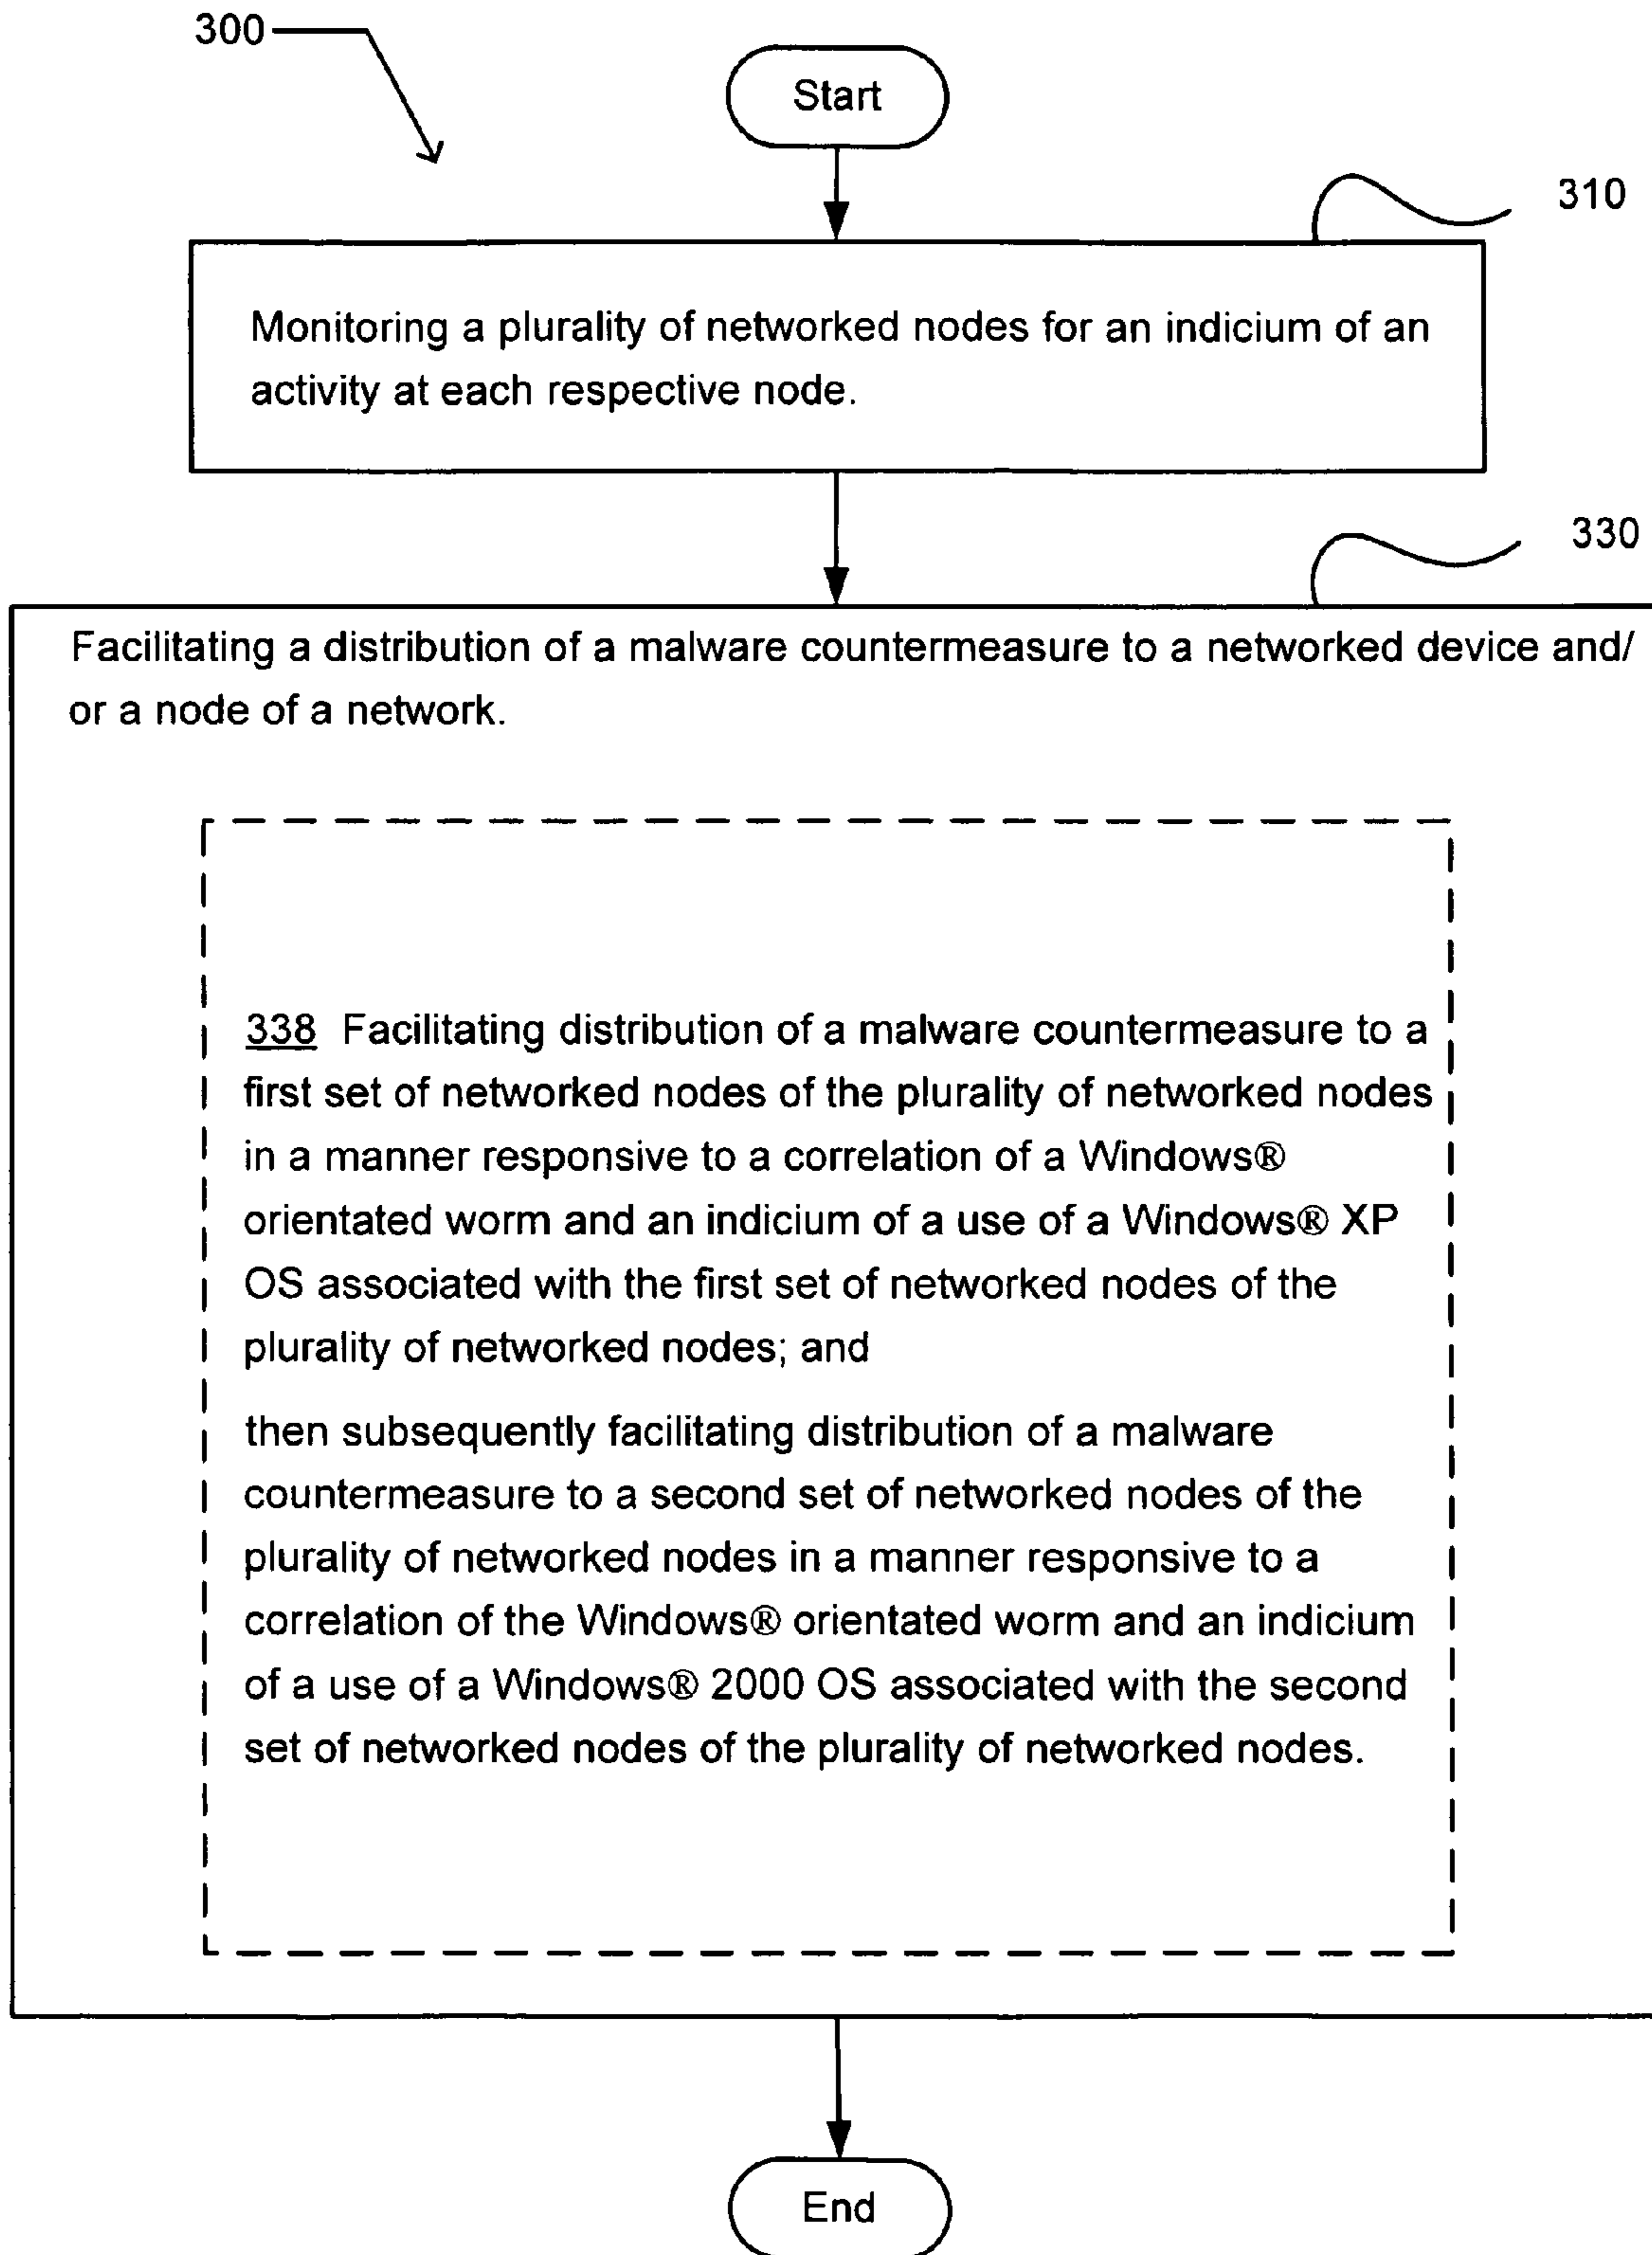 300
Start
310
Monitoring a plurality of networked nodes for an indicium of an
activity at each respective node.
330
Facilitating a distribution of a malware countermeasure to a networked device and/
or a node of a network.
338 Facilitating distribution of a malware countermeasure to a
first set of networked nodes of the plurality of networked nodes
in a manner responsive to a correlation of a Windows®
orientated worm and an indicium of a use of a Windows® XP
OS associated with the first set of networked nodes of the
plurality of networked nodes; and
then subsequently facilitating distribution of a malware
countermeasure to a second set of networked nodes of the
plurality of networked nodes in a manner responsive to a
correlation of the Windows® orientated worm and an indicium
of a use of a Windows® 2000 OS associated with the second
set of networked nodes of the plurality of networked nodes.
End